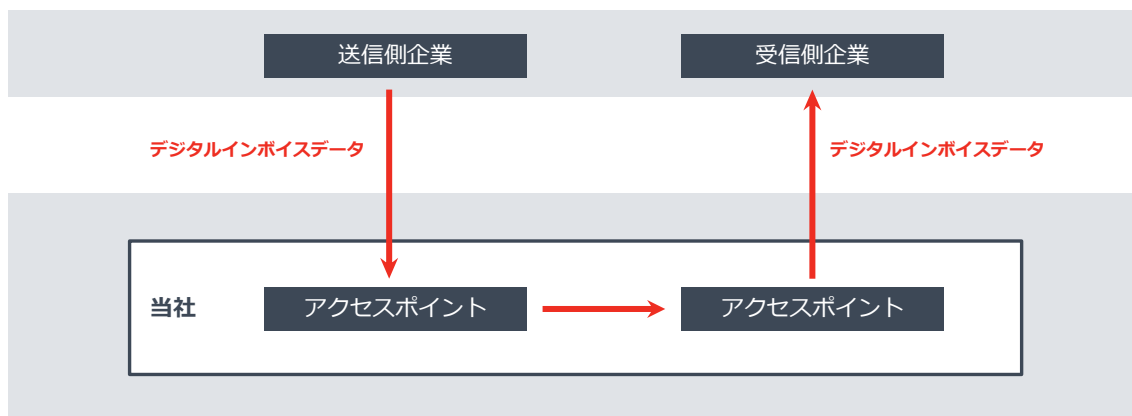 送信側企業
受信側企業
デジタルインボイスデータ
デジタルインボイスデータ
当社
アクセスポイント
アクセスポイント